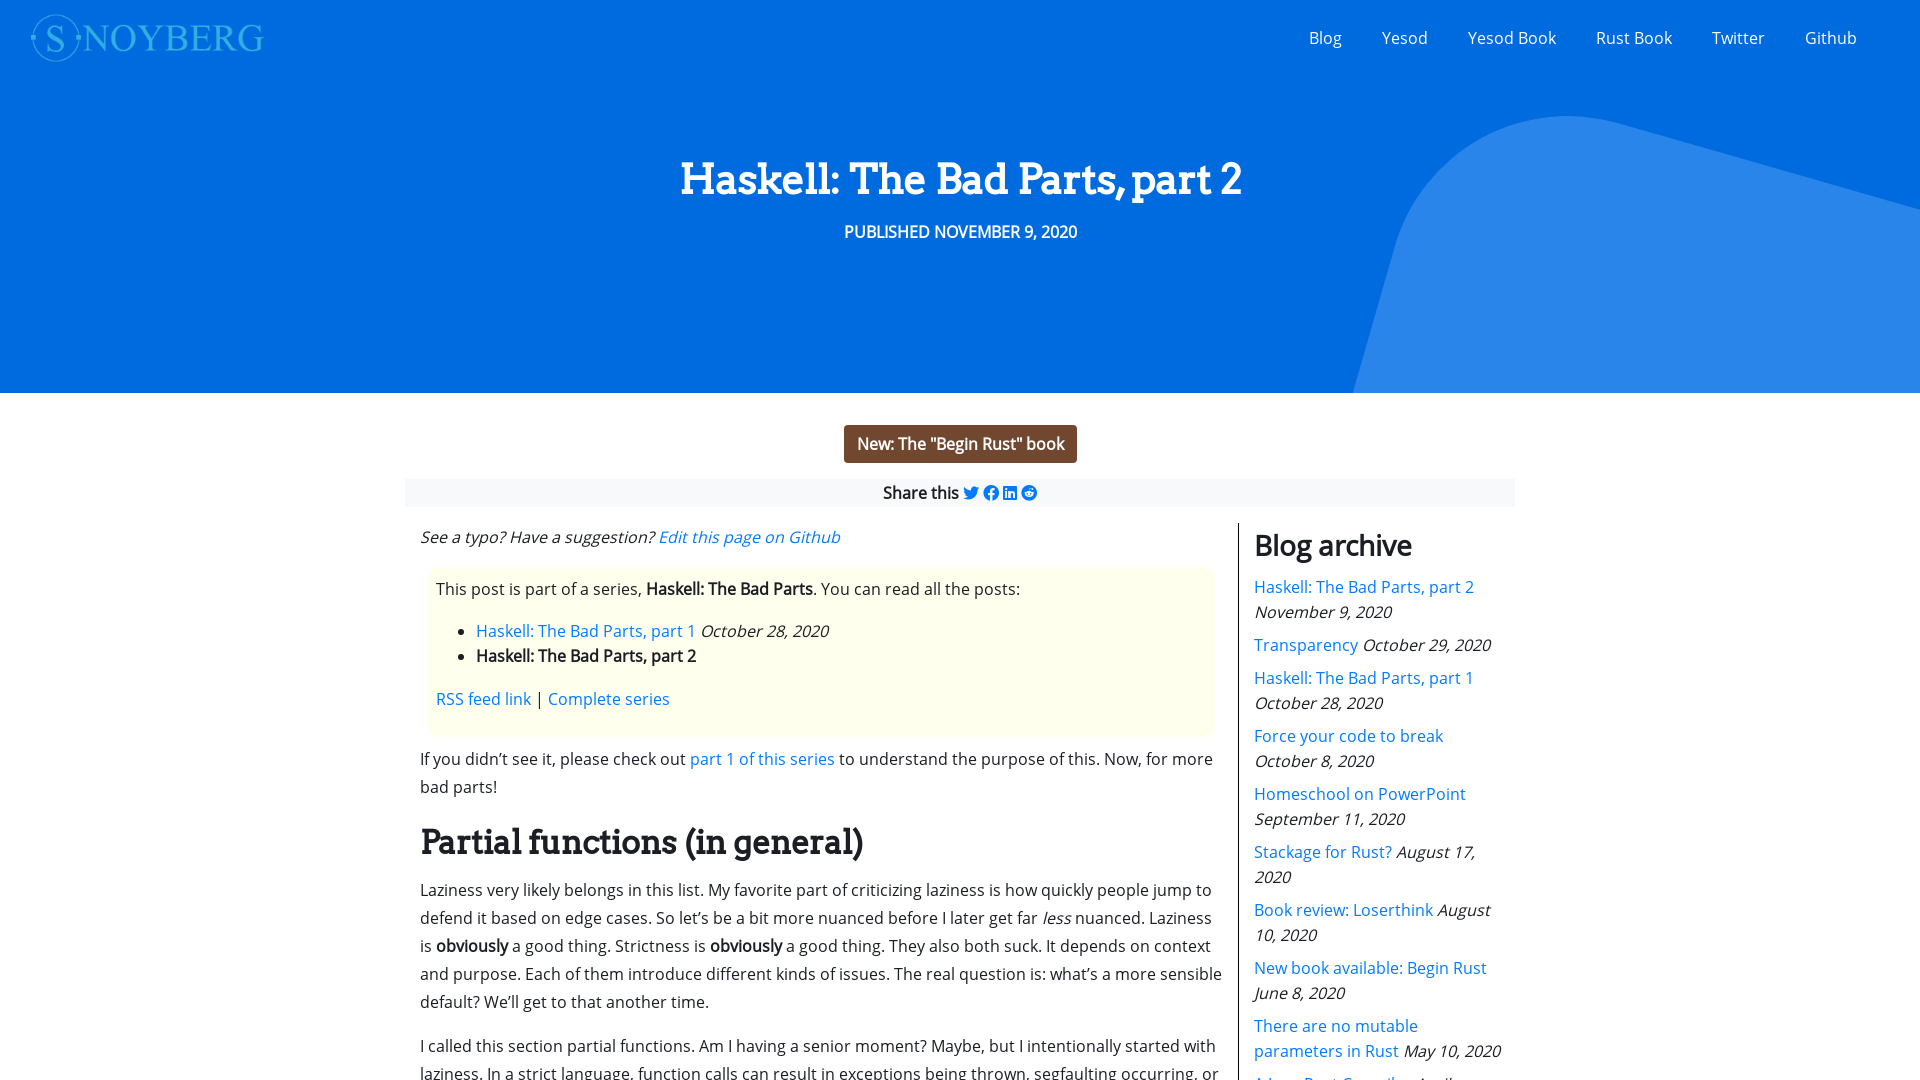 SNOYBERG
Blog
Yesod
Yesod Book
Rust Book
Twitter
Github
Haskell: The Bad Parts, part 2
PUBLISHED NOVEMBER 9, 2020
New: The "Begin Rust" book
Share this
See a typo? Have a suggestion? Edit this page on Github
This post is part of a series, Haskell: The Bad Parts. You can read all the posts:
Haskell: The Bad Parts, part 1 October 28, 2020
Haskell: The Bad Parts, part 2
RSS feed link | Complete series
If you didn’t see it, please check out part 1 of this series to understand the purpose of this. Now, for more
bad parts!
Partial functions (in general)
Laziness very likely belongs in this list. My favorite part of criticizing laziness is how quickly people jump to
defend it based on edge cases. So let’s be a bit more nuanced before I later get far less nuanced. Laziness
is obviously a good thing. Strictness is obviously a good thing. They also both suck. It depends on context
and purpose. Each of them introduce different kinds of issues. The real question is: what’s a more sensible
default? We’ll get to that another time.
I called this section partial functions. Am I having a senior moment? Maybe, but I intentionally started with
laziness. In a strict language, function calls can result in exceptions being thrown, segfaulting occurring, or
Blog archive
Haskell: The Bad Parts, part 2
November 9, 2020
Transparency October 29, 2020
Haskell: The Bad Parts, part 1
October 28, 2020
Force your code to break
October 8, 2020
Homeschool on PowerPoint
September 11, 2020
Stackage for Rust? August 17,
2020
Book review: Loserthink August
10, 2020
New book available: Begin Rust
June 8, 2020
There are no mutable
parameters in Rust May 10, 2020